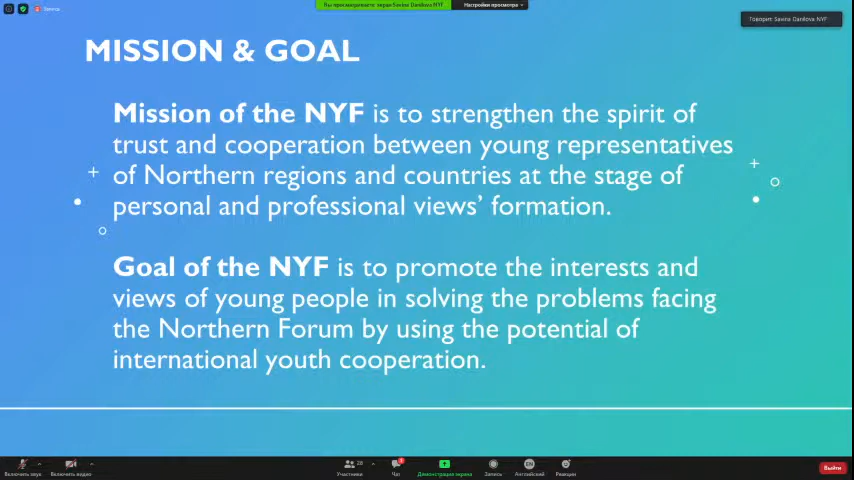 Вы просматриваете экран Savina Danilova NYF
Настройки просмотра
Запись
Говорит: Savina Danilova NYF
MISSION & GOAL
Mission of the NYF is to strengthen the spirit of
trust and cooperation between young representatives
of Northern regions and countries at the stage of
personal and professional views’ formation.
Goal of the NYF is to promote the interests and
views of young people in solving the problems facing
the Northern Forum by using the potential of
international youth cooperation.
Включить звук
Включить видео
28
Участники
Чат
Демонстрация экрана
Запись
EN
Английский
Реакции
Выйти